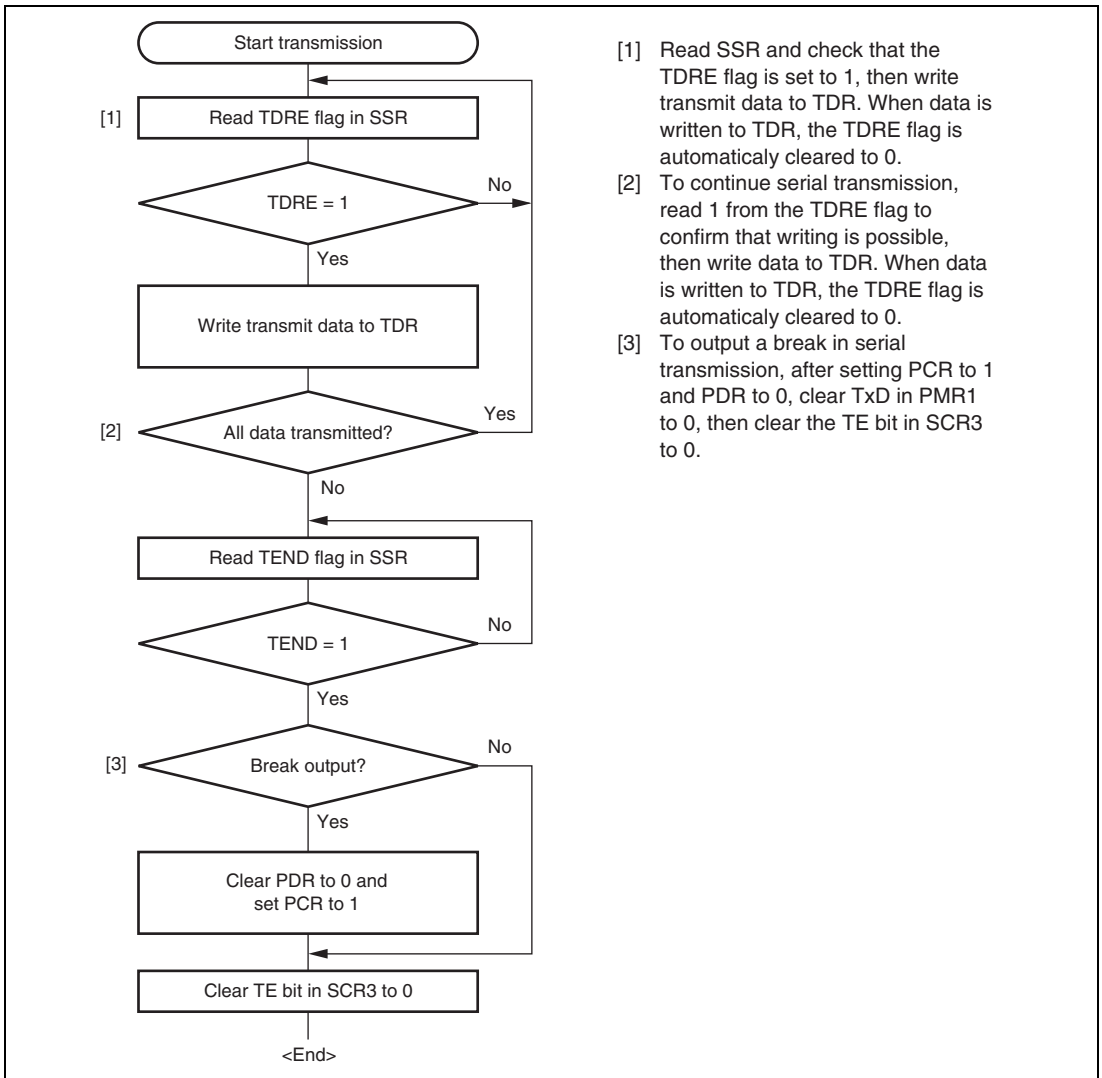 Start transmission
[1]
Read TDRE flag in SSR
TDRE = 1
No
Yes
Write transmit data to TDR
[2]
All data transmitted?
Yes
No
Read TEND flag in SSR
TEND = 1
No
Yes
[3]
Break output?
No
Yes
Clear PDR to 0 and
set PCR to 1
Clear TE bit in SCR3 to 0
<End>
[1] Read SSR and check that the
TDRE flag is set to 1, then write
transmit data to TDR. When data is
written to TDR, the TDRE flag is
automaticaly cleared to 0.
[2] To continue serial transmission,
read 1 from the TDRE flag to
confirm that writing is possible,
then write data to TDR. When data
is written to TDR, the TDRE flag is
automaticaly cleared to 0.
[3] To output a break in serial
transmission, after setting PCR to 1
and PDR to 0, clear TxD in PMR1
to 0, then clear the TE bit in SCR3
to 0.